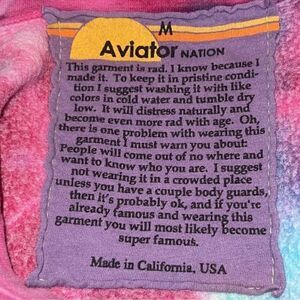 M
Aviator NATION
This garment is rad. I know because I
made it. To keep it in pristine condi-
tion I suggest washing it with like
colors in cold water and tumble dry
low. It will distress naturally and
become even more rad with age. Oh,
there is one problem with wearing this
garment I must warn you about:
People will come out of no where and
want to know who you are. I suggest
not wearing it in a crowded place
unless you have a couple body guards,
then it's probably ok, and if you're
already famous and wearing this
garment you will most likely become
super famous.
Made in California, USA